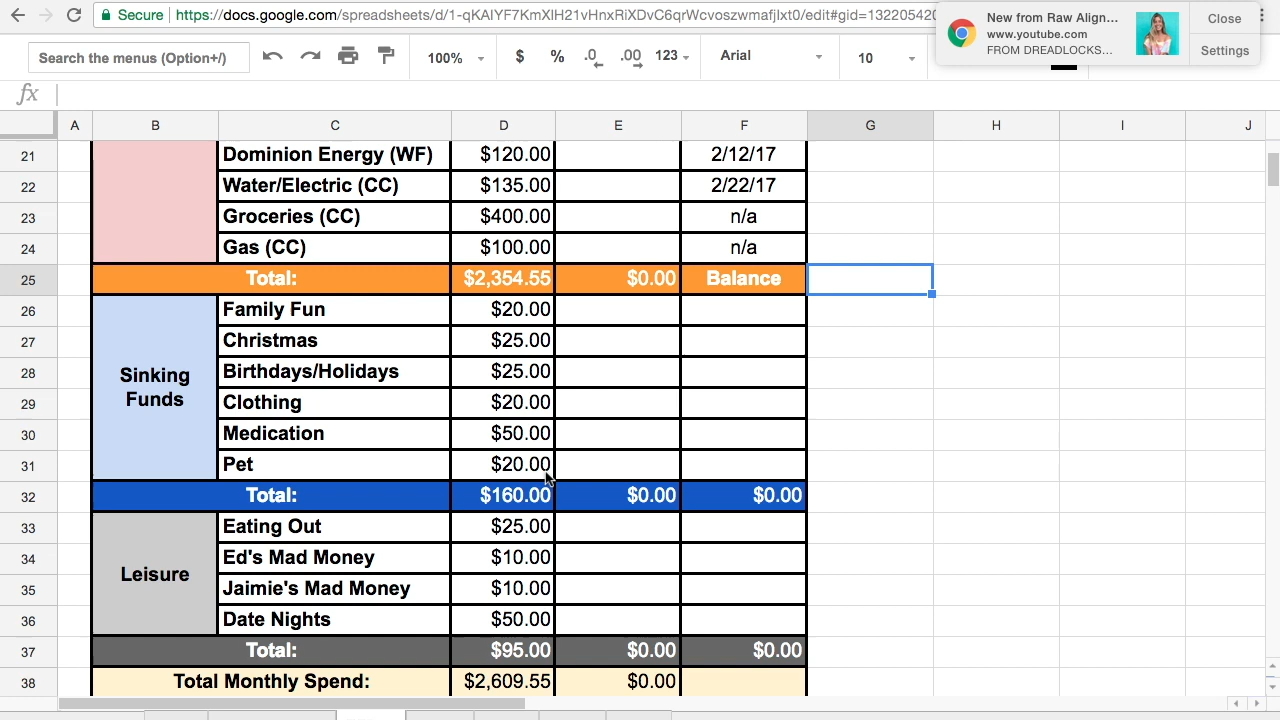 Secure https://docs.google.com/spreadsheets/d/1-qKAIYF7KmXIH21vHnxRiXDvC6qrWcvoszwmafjlxt0/edit#gid=132205420
New from Raw Align...
www.youtube.com
FROM DREADLOCKS...
Close
Settings
Search the menus (Option+/) 100% $ % .0 .00 123 Arial 10
fx
A B C D E F G H I J
21 Dominion Energy (WF) $120.00 2/12/17
22 Water/Electric (CC) $135.00 2/22/17
23 Groceries (CC) $400.00 n/a
24 Gas (CC) $100.00 n/a
25 Total: $2,354.55 $0.00 Balance
26 Family Fun $20.00
27 Christmas $25.00
28 Sinking Funds Birthdays/Holidays $25.00
29 Clothing $20.00
30 Medication $50.00
31 Pet $20.00
32 Total: $160.00 $0.00 $0.00
33 Eating Out $25.00
34 Leisure Ed's Mad Money $10.00
35 Jaimie's Mad Money $10.00
36 Date Nights $50.00
37 Total: $95.00 $0.00 $0.00
38 Total Monthly Spend: $2,609.55 $0.00